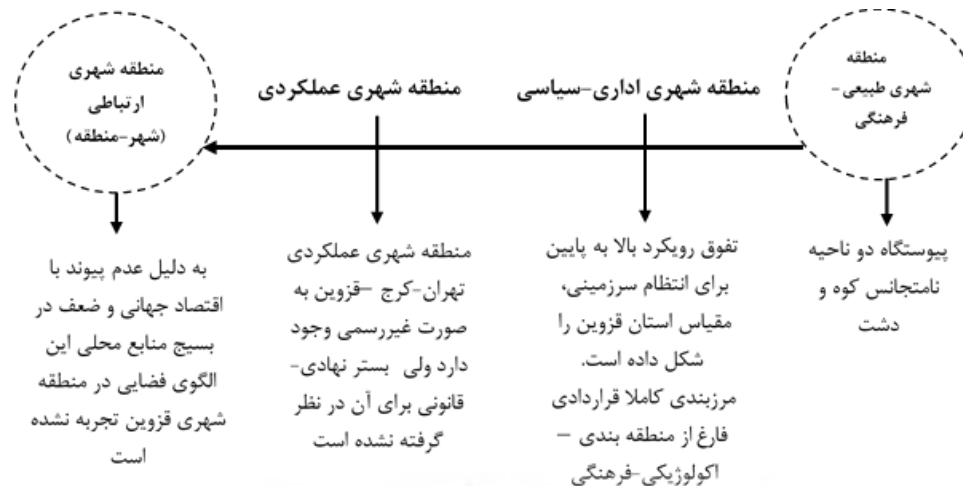 منطقه
شهری طبیعی-
فرهنگی
منطقه شهری اداری-سیاسی
منطقه شهری عملکردی
منطقه شهری
ارتباطی
(شهر-منطقه)
پیوستگاه دو ناحیه
نامتجانس کوه و
دشت
تفوق رویکرد بالا به پایین
برای انتظام سرزمینی،
مقیاس استان قزوین را
شکل داده است.
مرزبندی کاملا قراردادی
فارغ از منطقه بندی –
اکولوژیکی-فرهنگی
منطقه شهری عملکردی
تهران-کرج –قزوین به
صورت غیررسمی وجود
دارد ولی بستر نهادی-
قانونی برای آن در نظر
گرفته نشده است
به دلیل عدم پیوند با
اقتصاد جهانی و ضعف در
بسیج منابع محلی این
الگوی فضایی در منطقه
شهری قزوین تجربه نشده
است